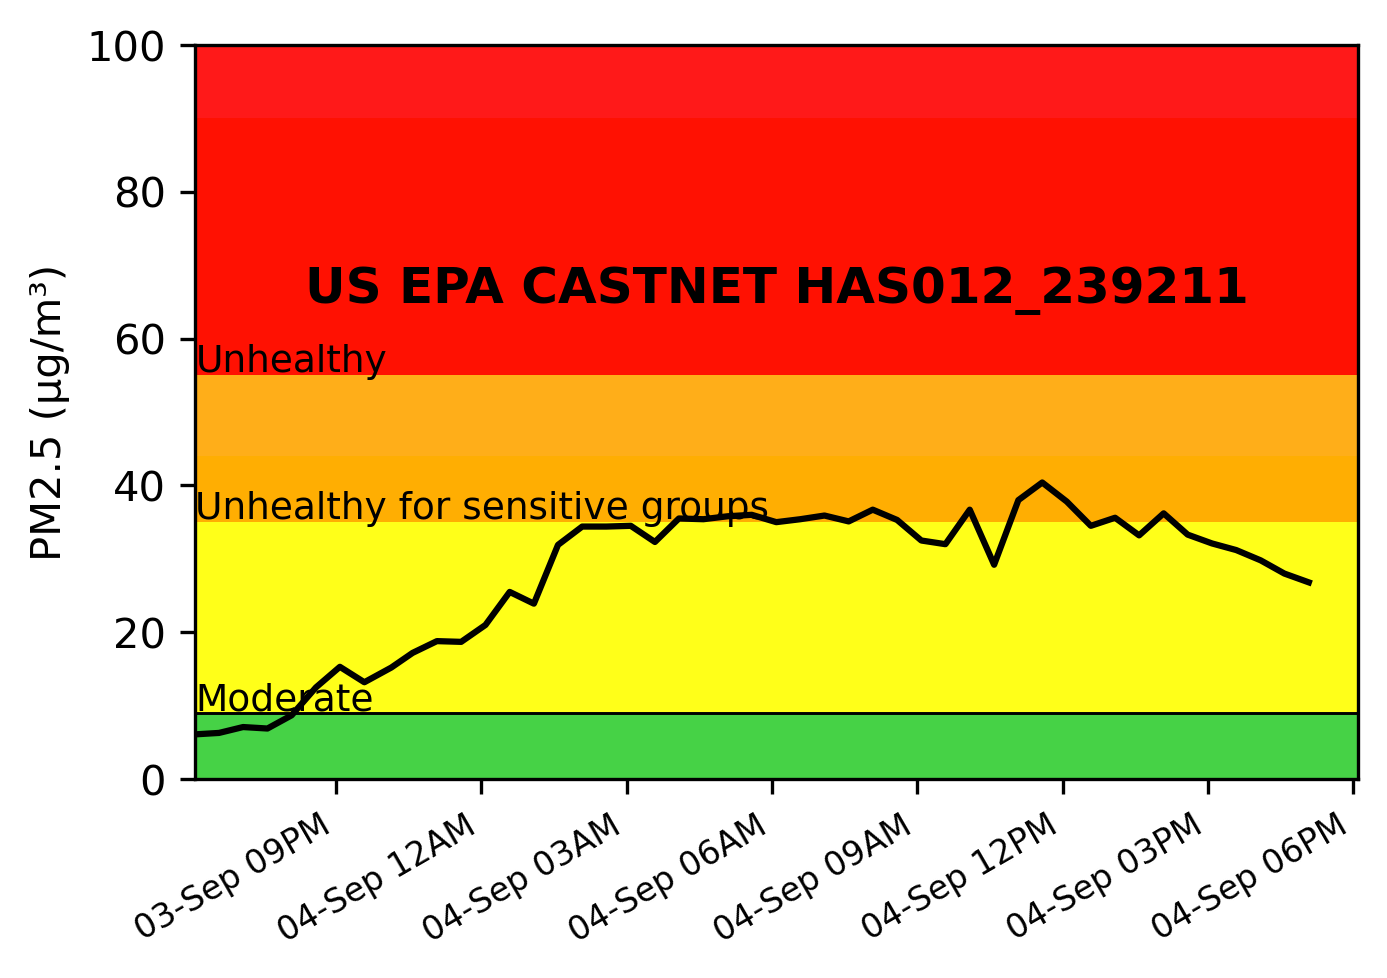 100
80
60
40
20
0
PM2.5 (µg/m³)
US EPA CASTNET HAS012_239211
Unhealthy
Unhealthy for sensitive groups
Moderate
03-Sep 09PM
04-Sep 12AM
04-Sep 03AM
04-Sep 06AM
04-Sep 09AM
04-Sep 12PM
04-Sep 03PM
04-Sep 06PM